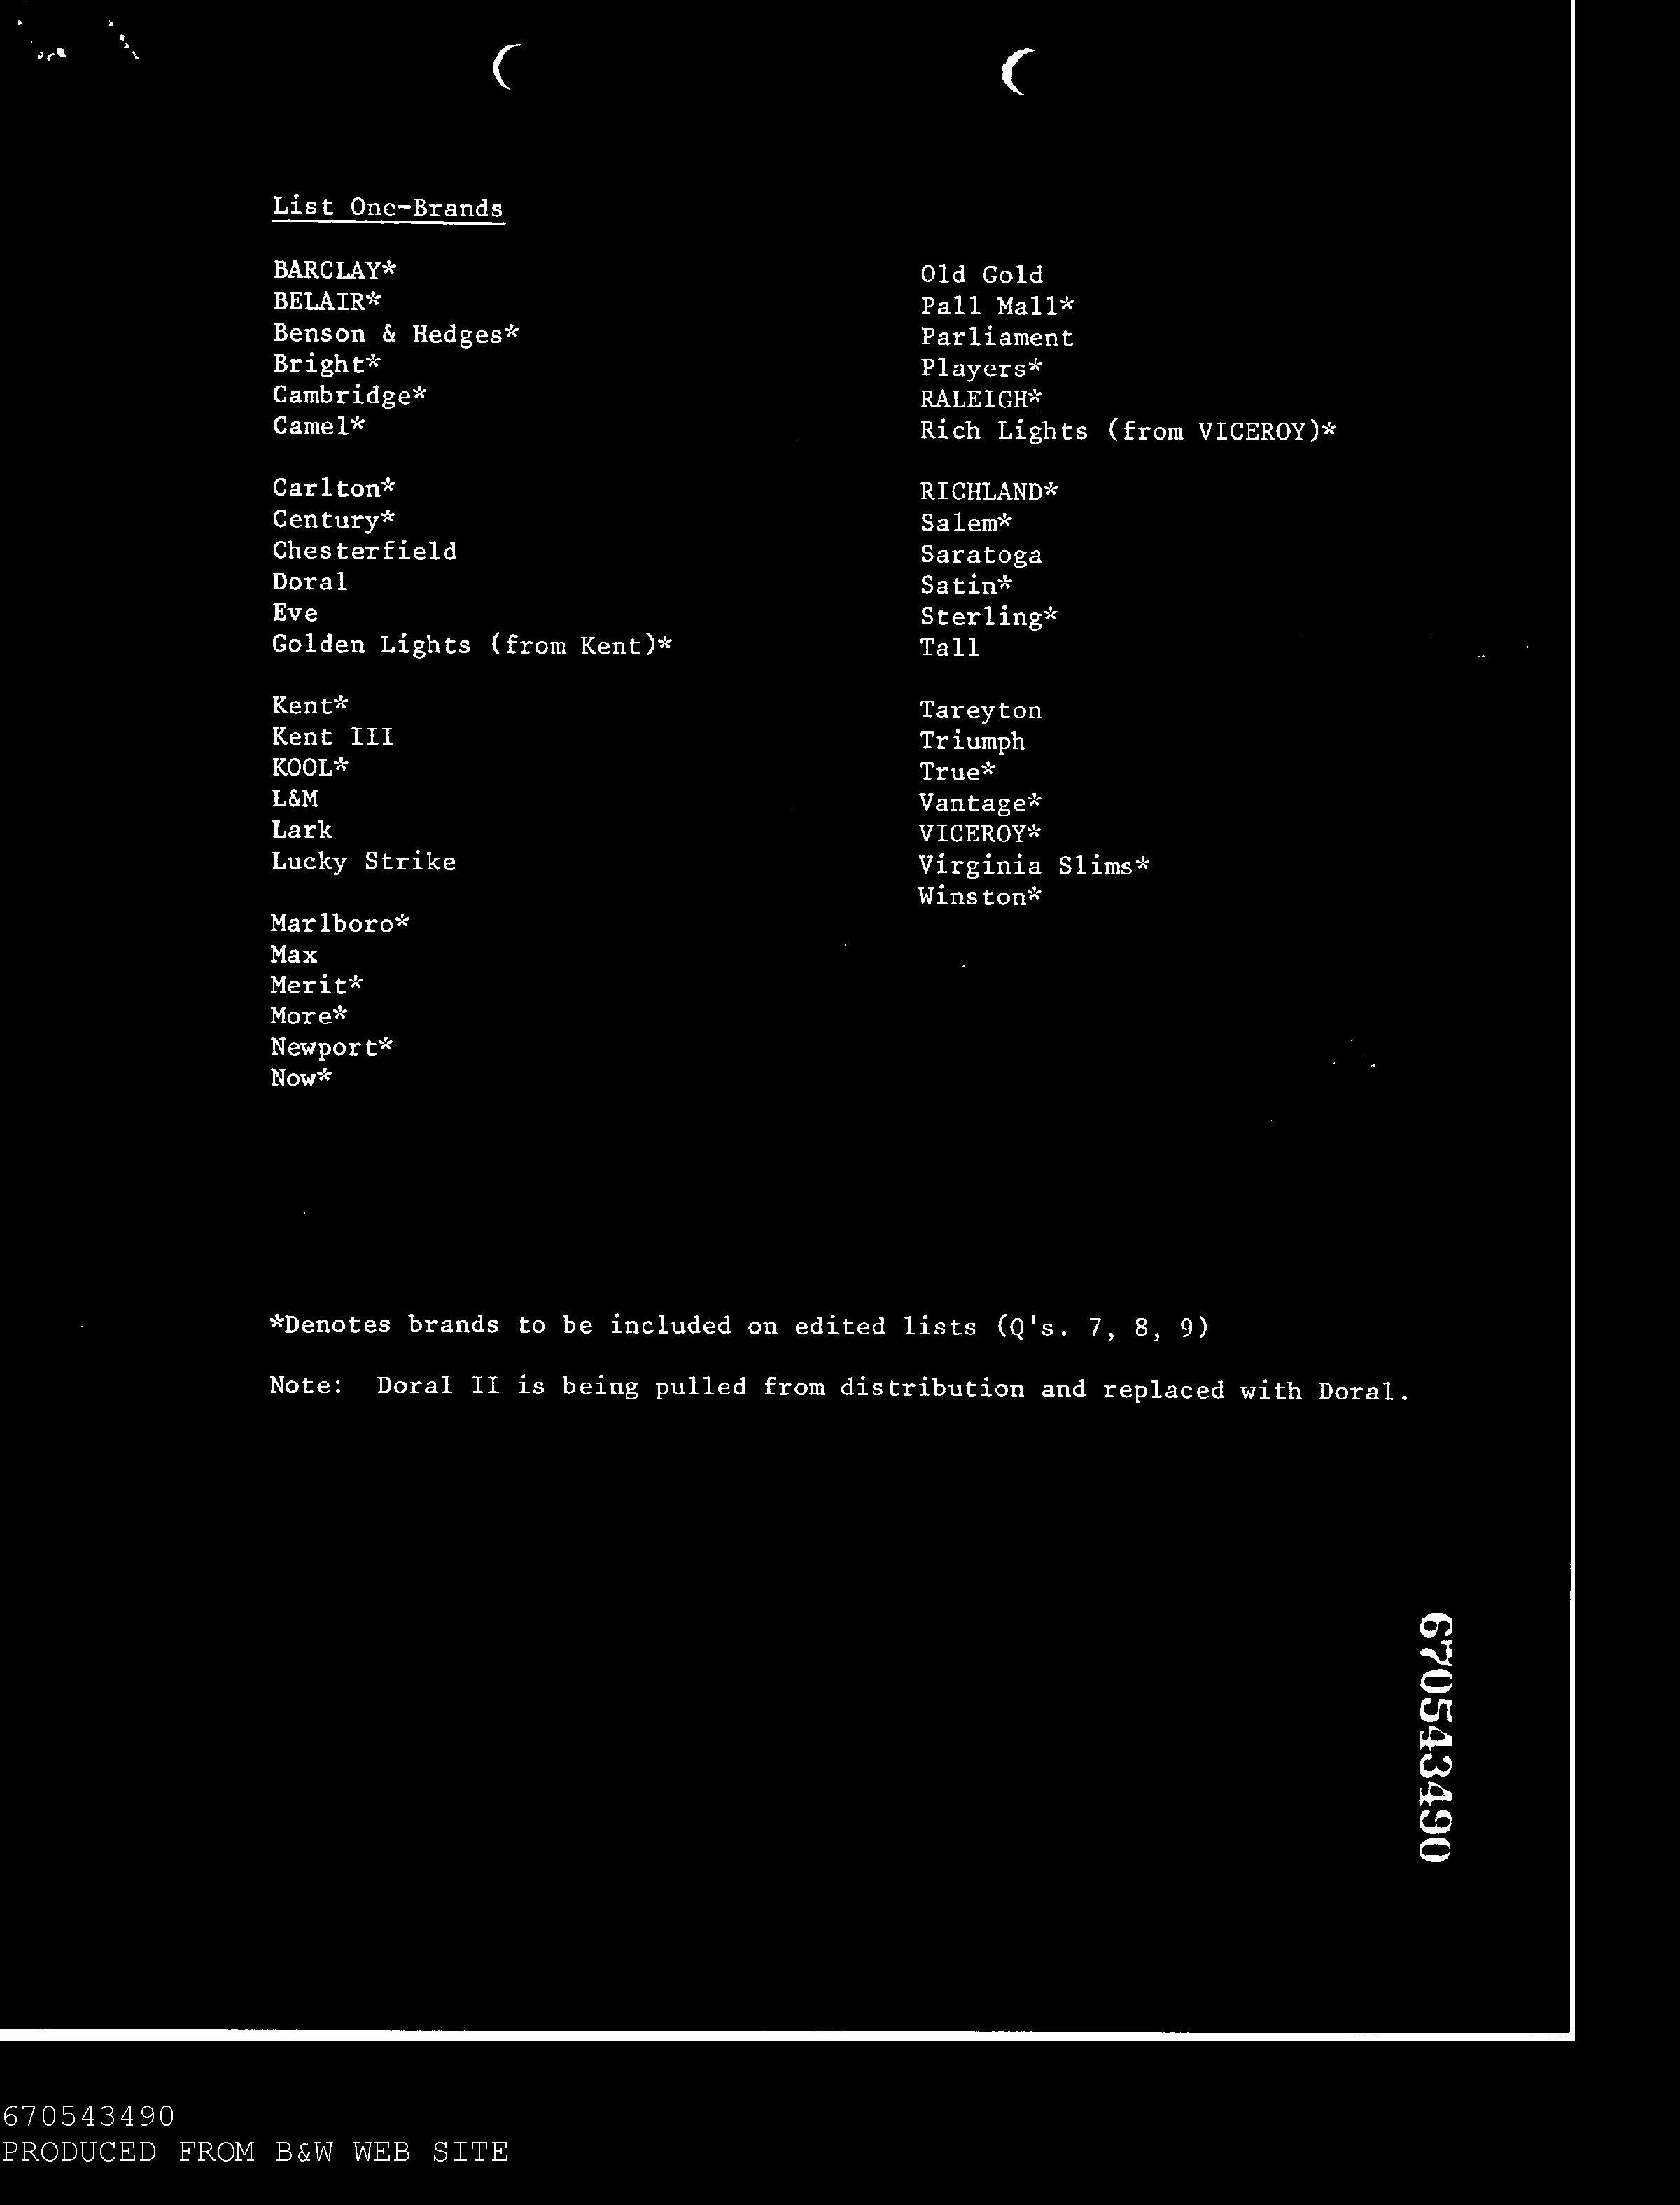 List One-Brands
BARCLAY*
BELAIR*
Benson & Hedges*
Bright*
Cambridge*
Camel*
Carlton*
Century*
Chesterfield
Doral
Eve
Golden Lights (from Kent)*
Kent*
Kent III
KOOL*
L&M
Lark
Lucky Strike
Marlboro*
Max
Merit*
More*
Newport*
Now*
Old Gold
Pall Mall*
Parliament
Players*
RALEIGH*
Rich Lights (from VICEROY)*
RICHLAND*
Salem*
Saratoga
Satin*
Sterling*
Tall
Tareyton
Triumph
True*
Vantage*
VICEROY*
Virginia Slims*
Winston*
*Denotes brands to be included on edited lists (Q's. 7, 8, 9)
Note: Doral II is being pulled from distribution and replaced with Doral.
670543490
670543490
PRODUCED FROM B&W WEB SITE